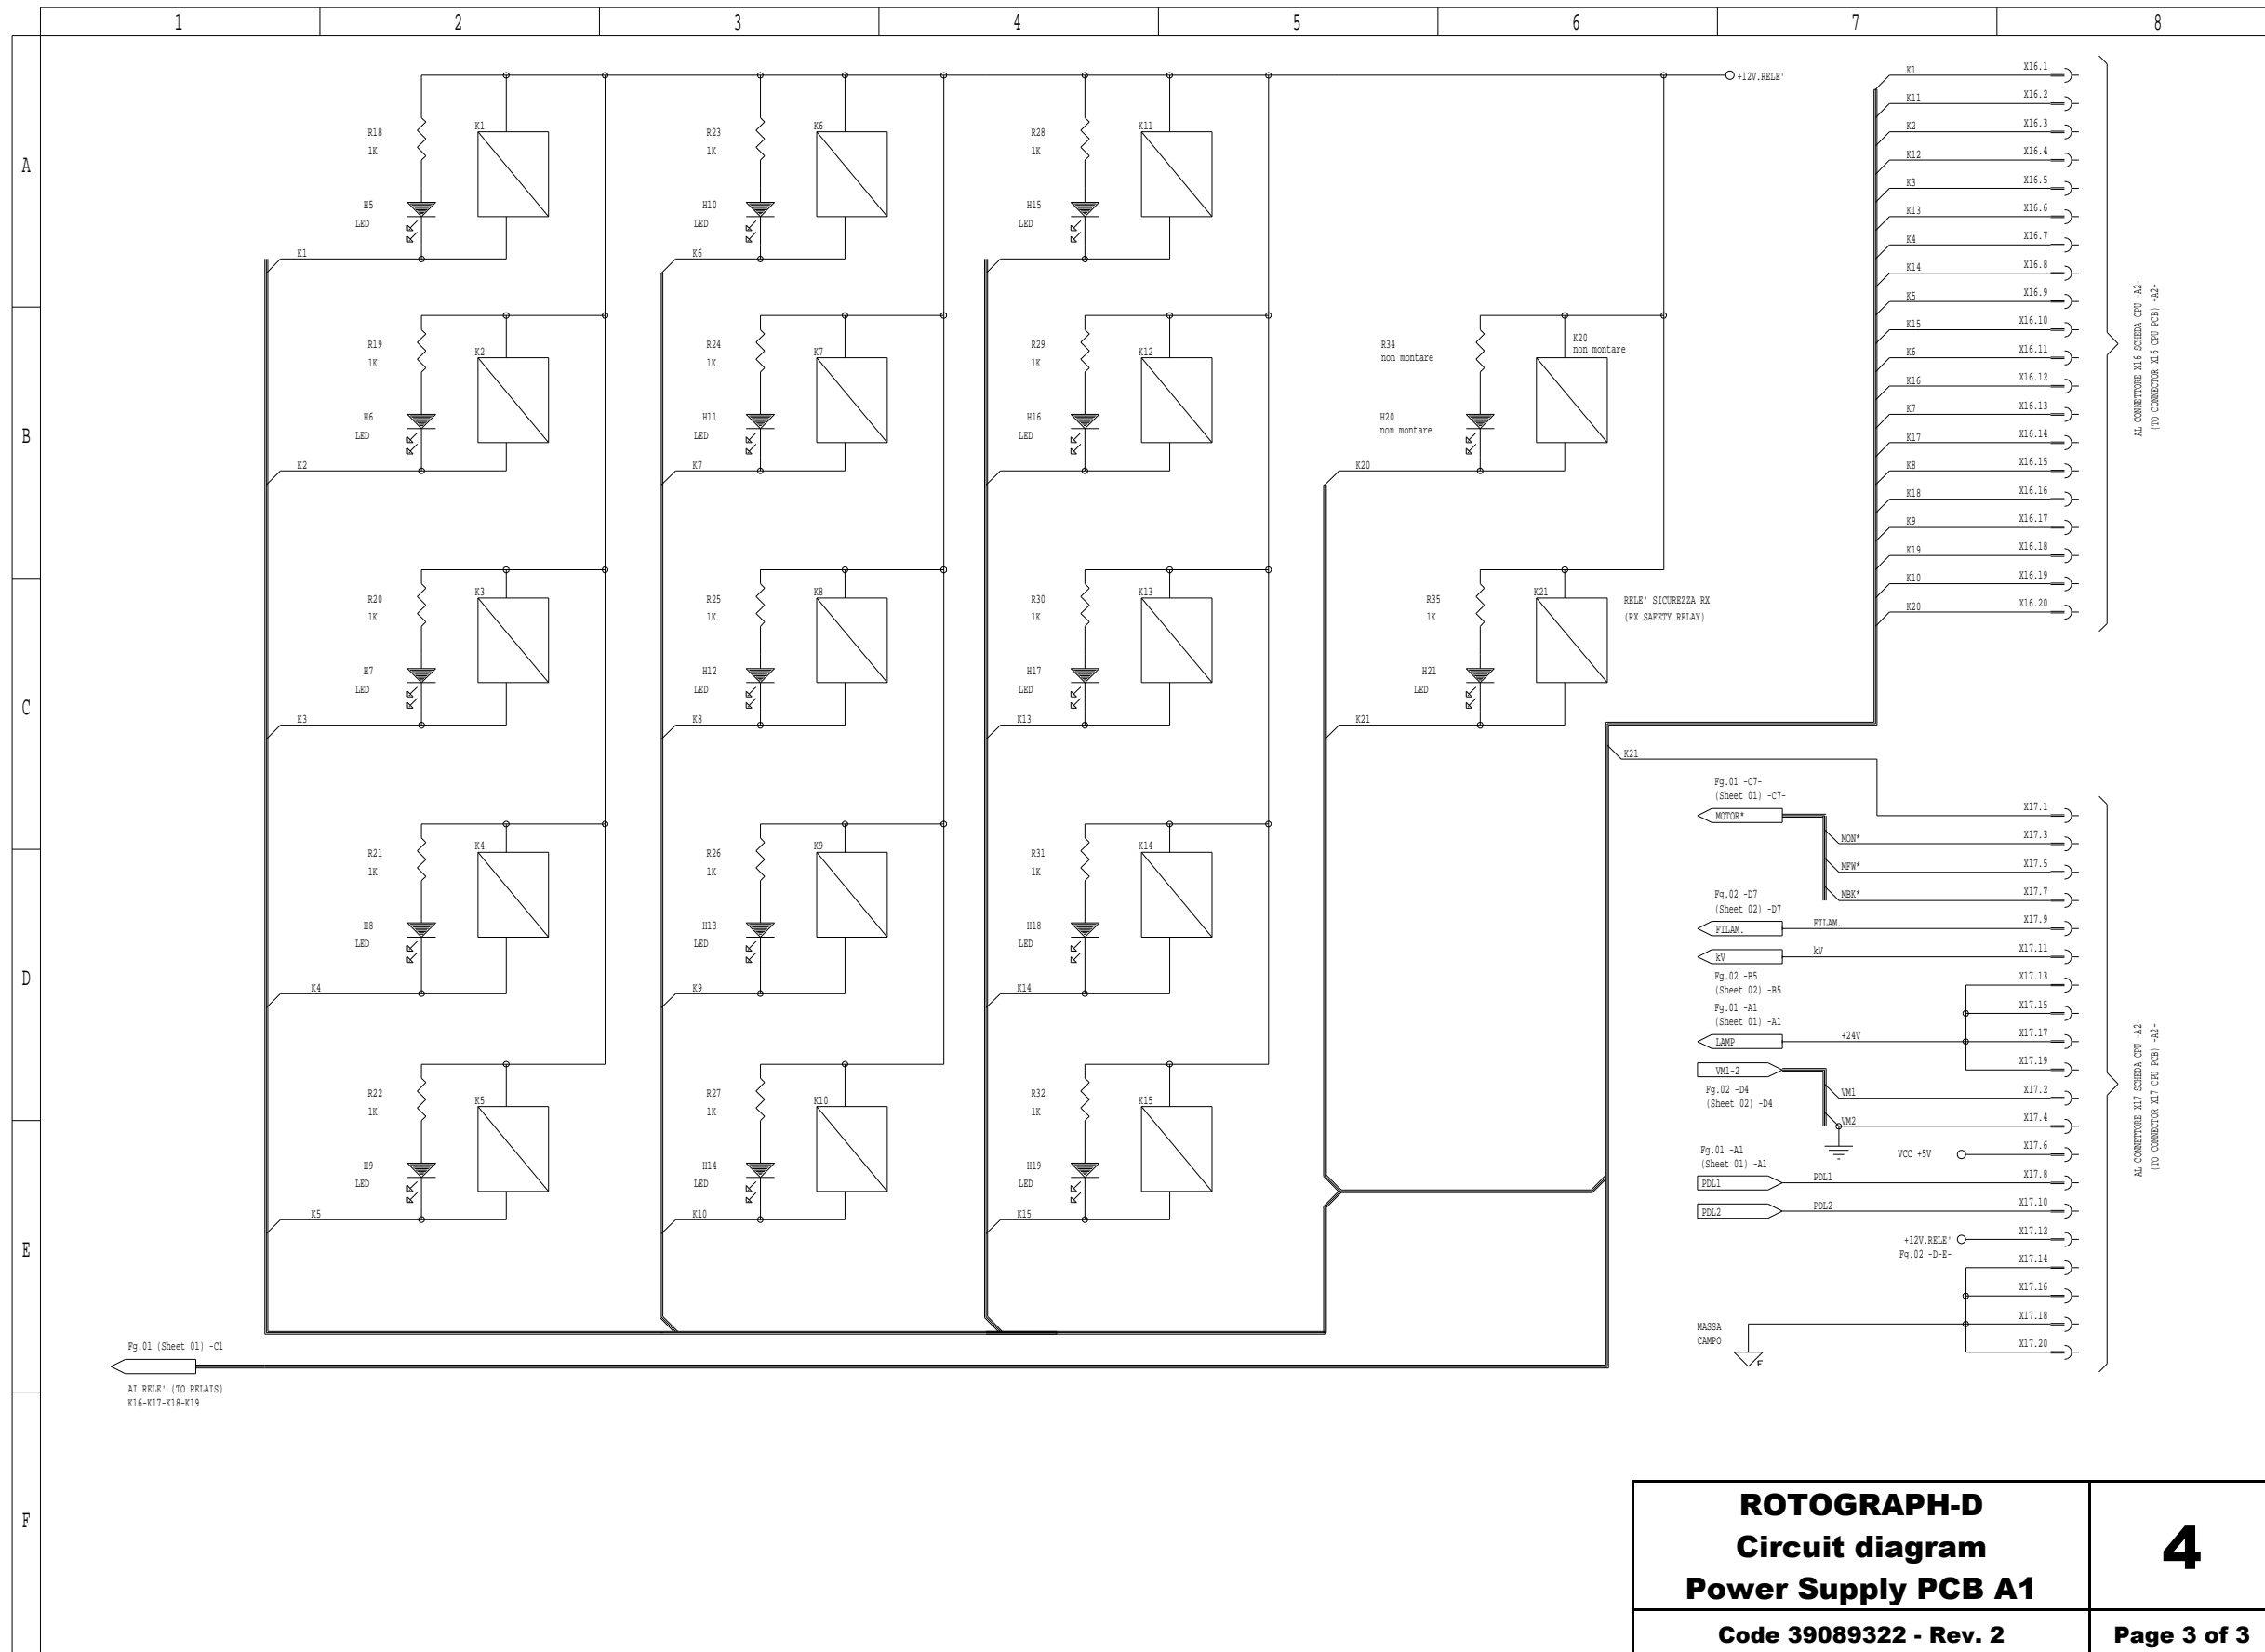 1 2 3 4 5 6 7 8
A
B
C
D
E
F
+12V.RELE'
R18
1K
K1
H5
LED
K1
R23
1K
K6
H10
LED
K6
R28
1K
K11
H15
LED
R19
1K
K2
H6
LED
K2
R24
1K
K7
H11
LED
K7
R29
1K
K12
H16
LED
R34
non montare
K20
non montare
H20
non montare
K20
R20
1K
K3
H7
LED
K3
R25
1K
K8
H12
LED
K8
R30
1K
K13
H17
LED
K13
R35
1K
K21
H21
LED
K21
RELE' SICUREZZA RX
(RX SAFETY RELAY)
R21
1K
K4
H8
LED
K4
R26
1K
K9
H13
LED
K9
R31
1K
K14
H18
LED
K14
R22
1K
K5
H9
LED
K5
R27
1K
K10
H14
LED
K10
R32
1K
K15
H19
LED
K15
K1 X16.1
K11 X16.2
K2 X16.3
K12 X16.4
K3 X16.5
K13 X16.6
K4 X16.7
K14 X16.8
K5 X16.9
K15 X16.10
K6 X16.11
K16 X16.12
K7 X16.13
K17 X16.14
K8 X16.15
K18 X16.16
K9 X16.17
K19 X16.18
K10 X16.19
K20 X16.20
AL CONNETTORE X16 SCHEDA CPU -A2-
(TO CONNECTOR X16 CPU PCB) -A2-
K21
Fg.01 -C7-
(Sheet 01) -C7-
MOTOR*
X17.1
MON* X17.3
MFW* X17.5
MBK* X17.7
Fg.02 -D7
(Sheet 02) -D7
FILAM. FILAM. X17.9
kV kV X17.11
Fg.02 -B5
(Sheet 02) -B5
X17.13
Fg.01 -A1
(Sheet 01) -A1
X17.15
LAMP +24V X17.17
X17.19
VM1-2
Fg.02 -D4
(Sheet 02) -D4
VM1 X17.2
VM2 X17.4
VCC +5V X17.6
Fg.01 -A1
(Sheet 01) -A1
PDL1 PDL1 X17.8
PDL2 PDL2 X17.10
+12V.RELE' X17.12
Fg.02 -D-E-
X17.14
X17.16
X17.18
X17.20
MASSA
CAMPO
F
AL CONNETTORE X17 SCHEDA CPU -A2-
(TO CONNECTOR X17 CPU PCB) -A2-
Fg.01 (Sheet 01) -C1
AI RELE' (TO RELAIS)
K16-K17-K18-K19
ROTOGRAPH-D
Circuit diagram
Power Supply PCB A1
4
Code 39089322 - Rev. 2
Page 3 of 3